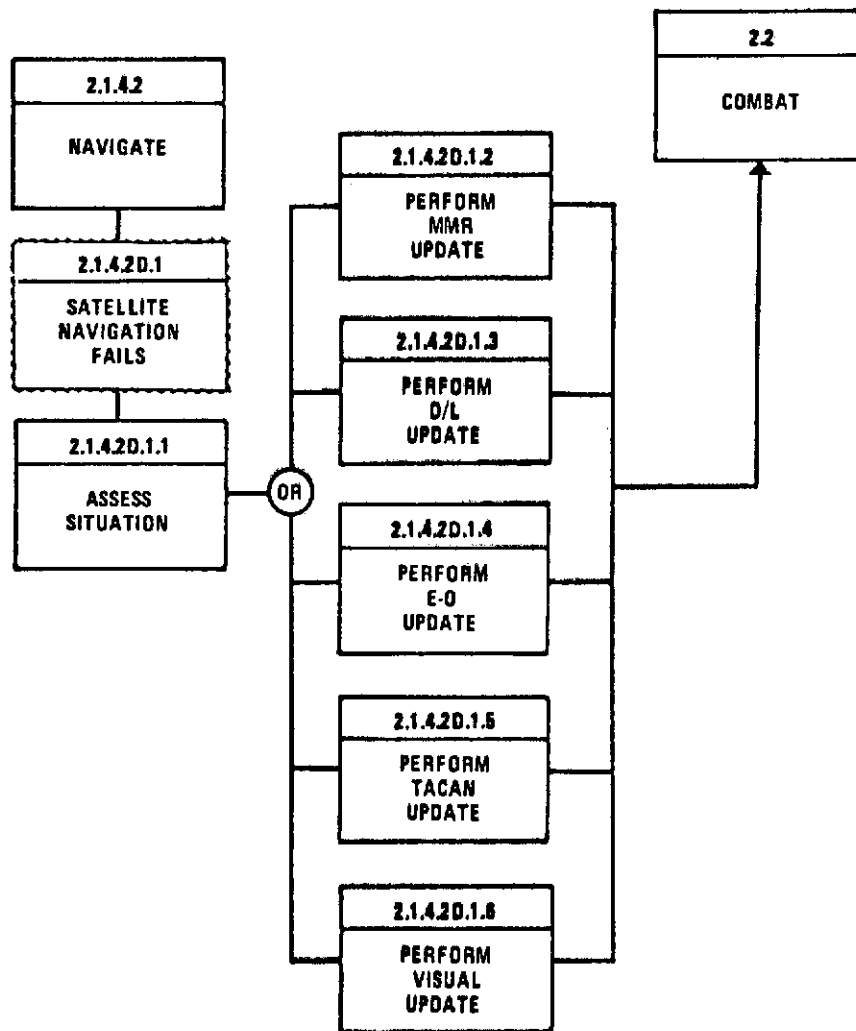 2.1.4.2
NAVIGATE
2.1.4.2D.1
SATELLITE
NAVIGATION
FAILS
2.1.4.2D.1.1
ASSESS
SITUATION
OR
2.1.4.2D.1.2
PERFORM
MMR
UPDATE
2.1.4.2D.1.3
PERFORM
D/L
UPDATE
2.1.4.2D.1.4
PERFORM
E-O
UPDATE
2.1.4.2D.1.5
PERFORM
TACAN
UPDATE
2.1.4.2D.1.6
PERFORM
VISUAL
UPDATE
2.2
COMBAT